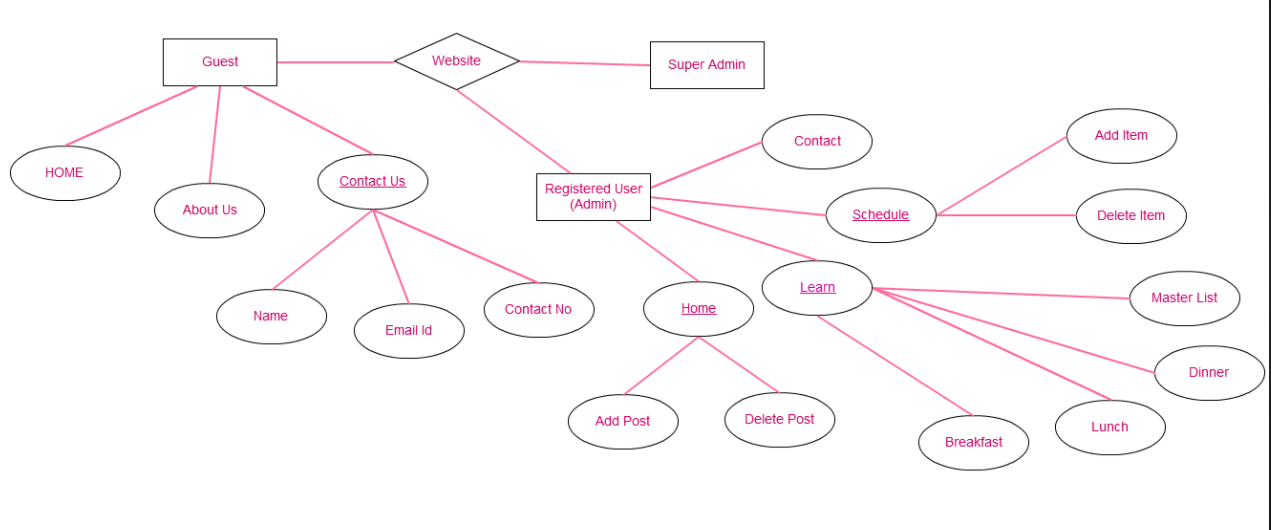 Guest
Website
Super Admin
Add Item
Contact
HOME
Contact Us
Registered User
(Admin)
About Us
Schedule
Delete Item
Learn
Master List
Name
Email Id
Contact No
Home
Dinner
Add Post
Delete Post
Breakfast
Lunch